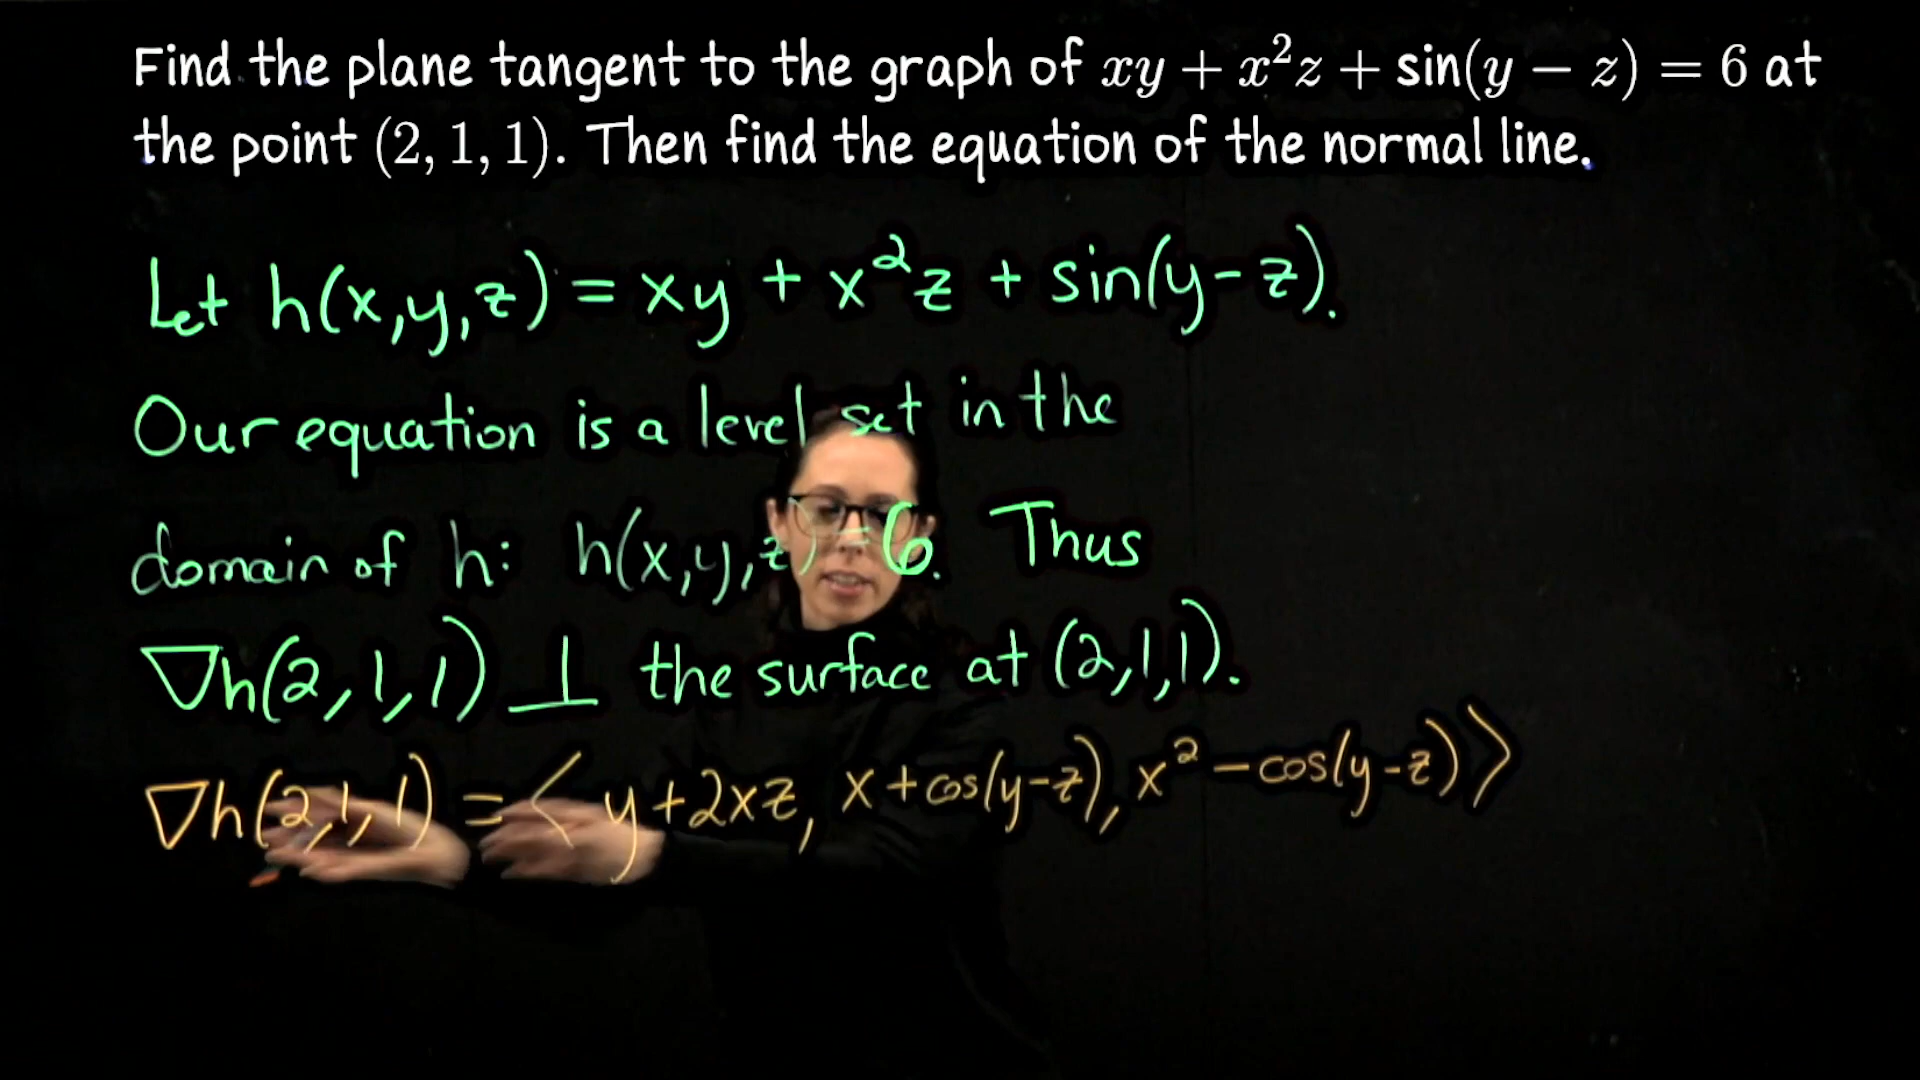 Find the plane tangent to the graph of xy + x²z + sin(y − z) = 6 at
the point (2, 1, 1). Then find the equation of the normal line.
Let h(x,y,z) = xy + x²z + sin(y-z).
Our equation is a level set in the
domain of h: h(x,y,z)=6. Thus
∇h(2,1,1) ⊥ the surface at (2,1,1).
∇h(2,1,1) = ⟨y+2xz, x+cos(y-z), x²-cos(y-z)⟩